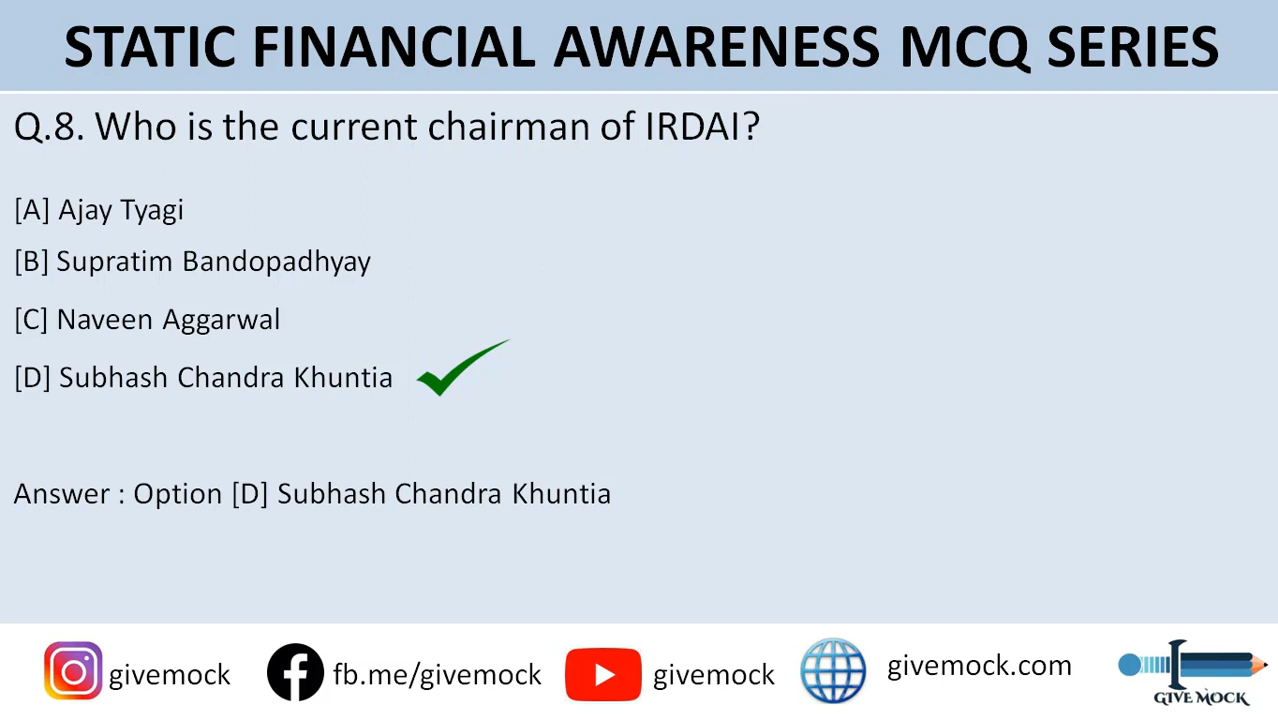 STATIC FINANCIAL AWARENESS MCQ SERIES
Q.8. Who is the current chairman of IRDAI?
[A] Ajay Tyagi
[B] Supratim Bandopadhyay
[C] Naveen Aggarwal
[D] Subhash Chandra Khuntia
Answer : Option [D] Subhash Chandra Khuntia
givemock
fb.me/givemock
givemock
givemock.com
GIVE MOCK